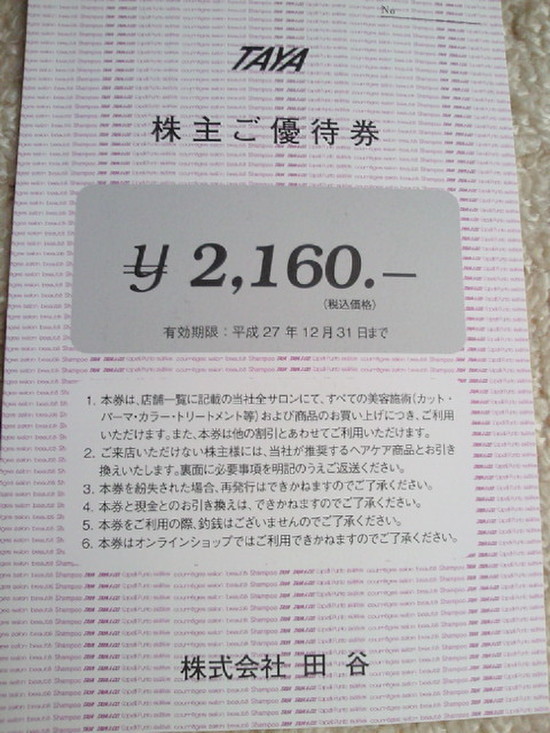 No
TAYA
株主ご優待券
¥ 2,160.—
(税込価格)
有効期限:平成27年12月31日まで
1. 本券は、店舗一覧に記載の当社全サロンにて、すべての美容施術(カット・
パーマ・カラー・トリートメント等)および商品のお買い上げにつき、ご利用
いただけます。また、本券は他の割引とあわせてご利用いただけます。
2. ご来店いただけない株主様には、当社が推奨するヘアケア商品とお引き
換えいたします。裏面に必要事項を明記のうえご返送ください。
3. 本券を紛失された場合、再発行はできかねますのでご了承ください。
4. 本券と現金とのお引き換えは、できかねますのでご了承ください。
5. 本券をご利用の際、釣銭はございませんのでご了承ください。
6. 本券はオンラインショップではご利用できかねますのでご了承ください。
株式会社 田谷